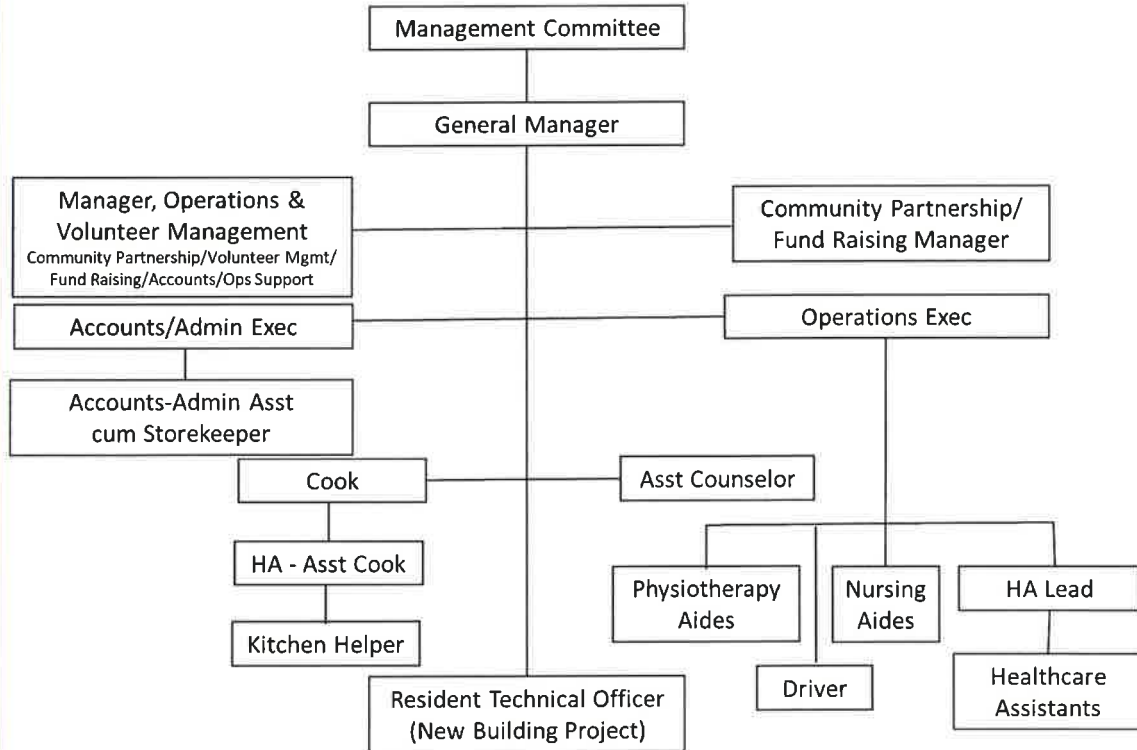 Management Committee
General Manager
Manager, Operations &
Volunteer Management
Community Partnership/Volunteer Mgmt/
Fund Raising/Accounts/Ops Support
Community Partnership/
Fund Raising Manager
Accounts/Admin Exec
Operations Exec
Accounts-Admin Asst
cum Storekeeper
Cook
Asst Counselor
HA - Asst Cook
Kitchen Helper
Physiotherapy
Aides
Nursing
Aides
HA Lead
Driver
Healthcare
Assistants
Resident Technical Officer
(New Building Project)